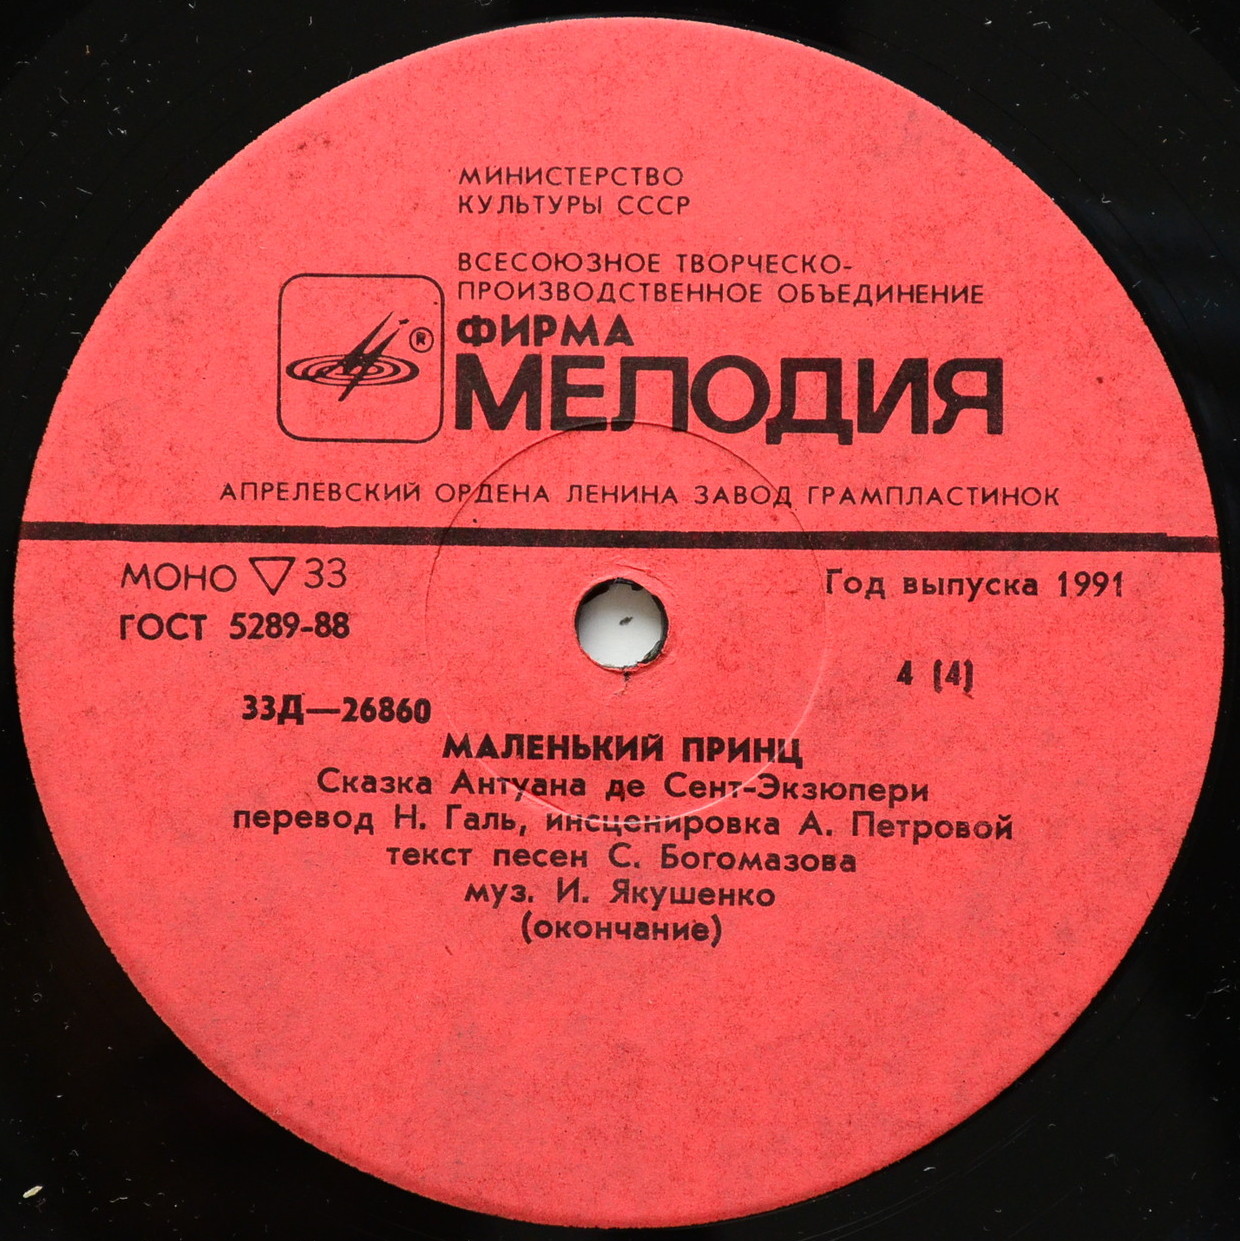 МИНИСТЕРСТВО
КУЛЬТУРЫ СССР
ВСЕСОЮЗНОЕ ТВОРЧЕСКО-
ПРОИЗВОДСТВЕННОЕ ОБЪЕДИНЕНИЕ
ФИРМА
®
МЕЛОДИЯ
АПРЕЛЕВСКИЙ ОРДЕНА ЛЕНИНА ЗАВОД ГРАМПЛАСТИНОК
МОНО ▽ 33
Год выпуска 1991
ГОСТ 5289-88
4 (4)
33Д—26860
МАЛЕНЬКИЙ ПРИНЦ
Сказка Антуана де Сент-Экзюпери
перевод Н. Галь, инсценировка А. Петровой
текст песен С. Богомазова
муз. И. Якушенко
(окончание)